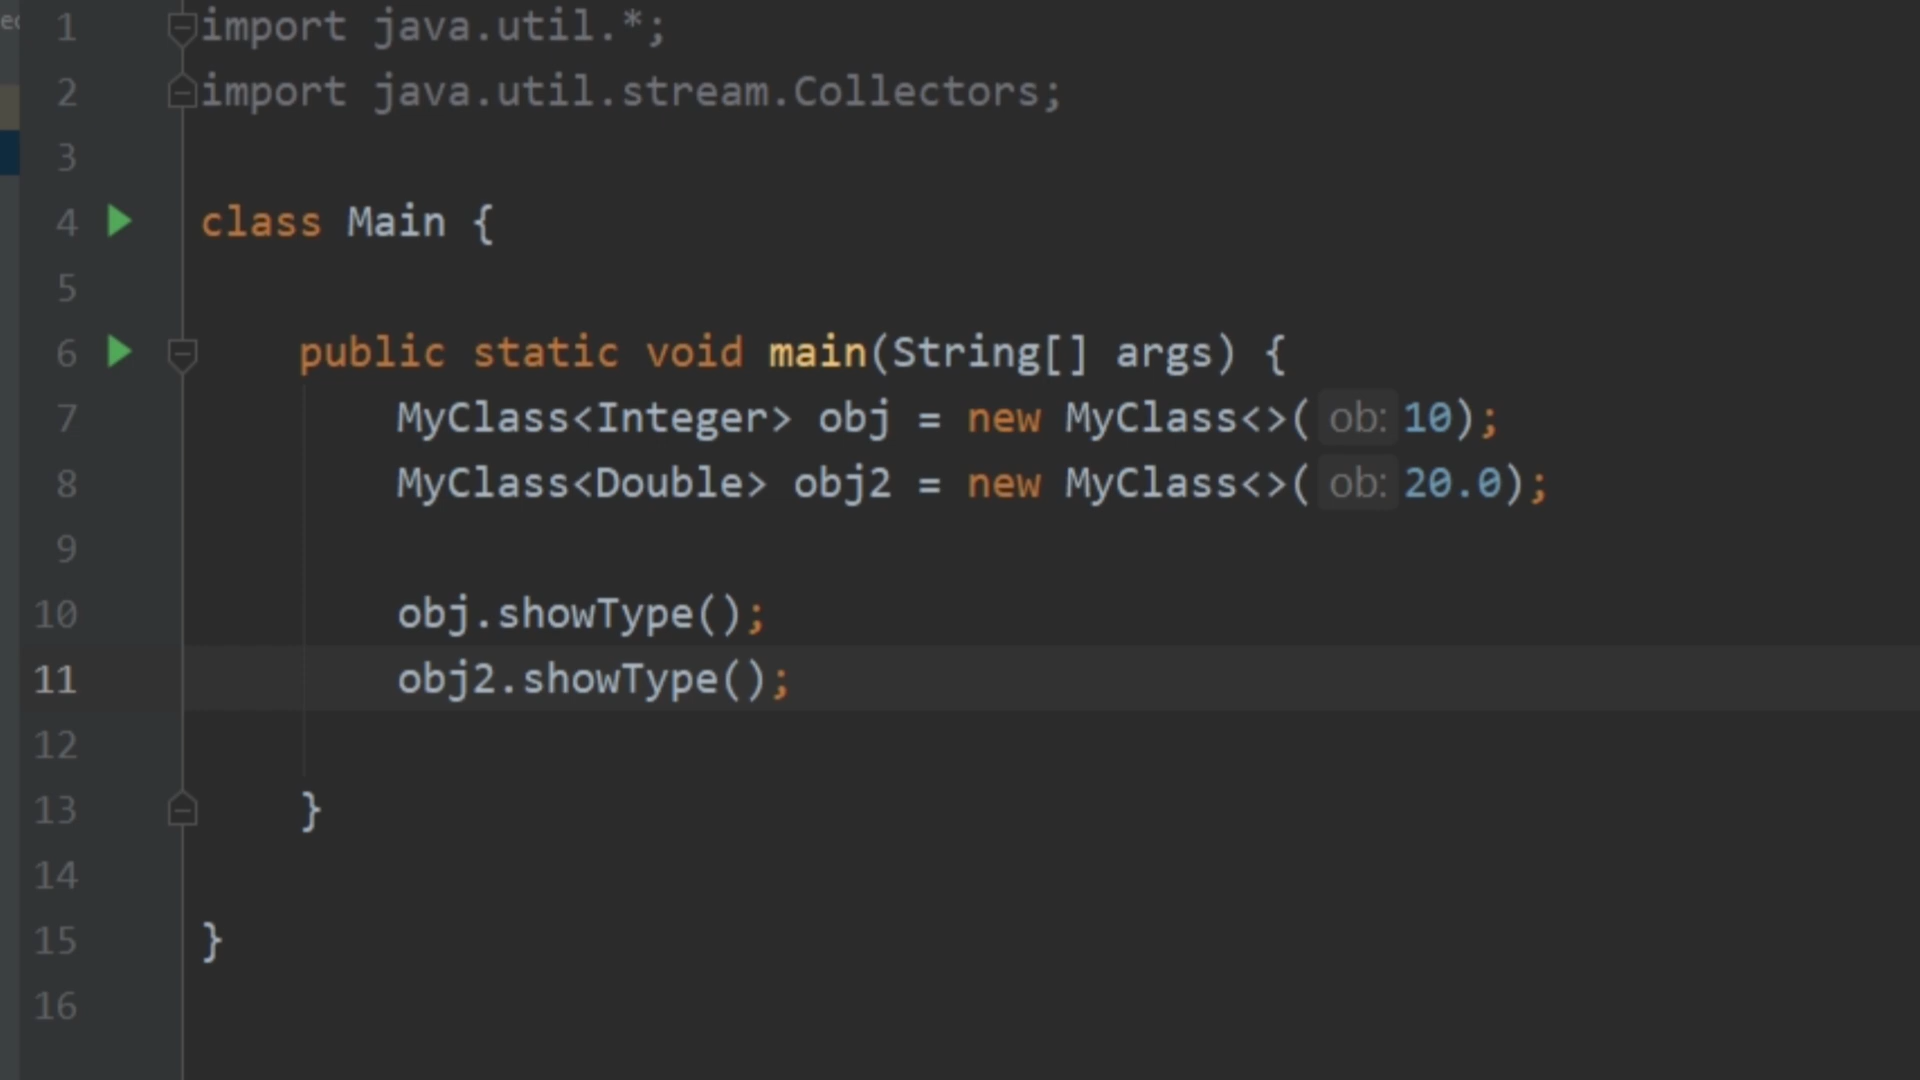 1 import java.util.*;
2 import java.util.stream.Collectors;
3
4 class Main {
5
6 public static void main(String[] args) {
7 MyClass<Integer> obj = new MyClass<>( ob: 10);
8 MyClass<Double> obj2 = new MyClass<>( ob: 20.0);
9
10 obj.showType();
11 obj2.showType();
12
13 }
14
15 }
16